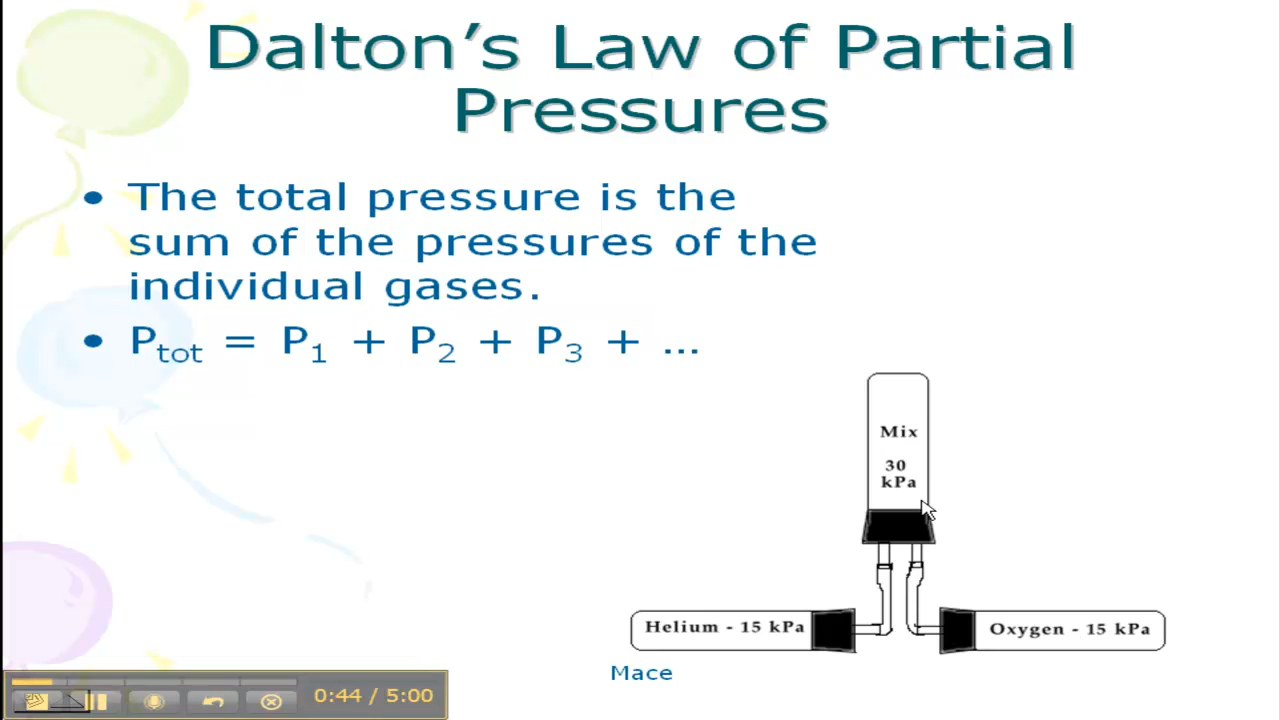 Dalton’s Law of Partial
Pressures
• The total pressure is the
sum of the pressures of the
individual gases.
• Ptot = P1 + P2 + P3 + ...
Mix
30
kPa
Helium - 15 kPa
Oxygen - 15 kPa
Mace
0:44 / 5:00